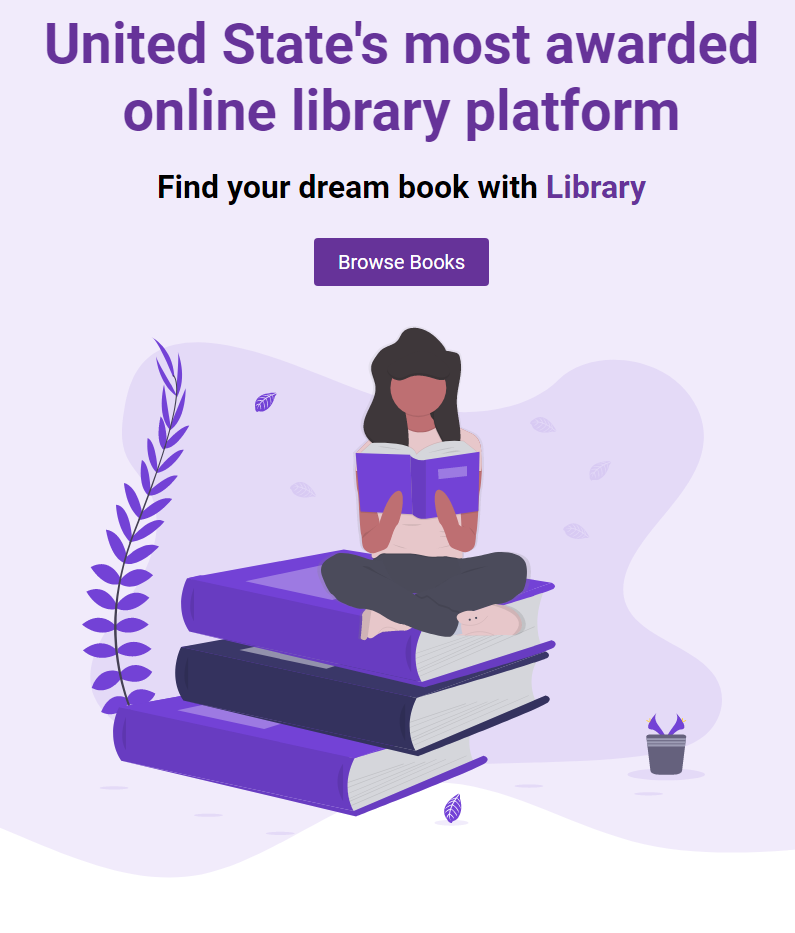 United State's most awarded
online library platform
Find your dream book with Library
Browse Books